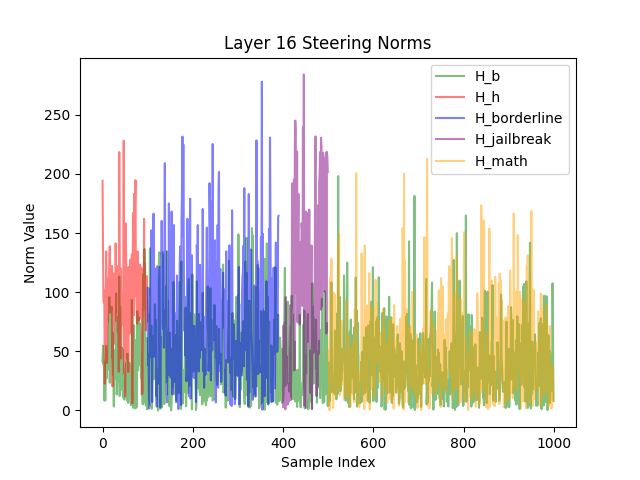 Layer 16 Steering Norms
H_b
H_h
H_borderline
H_jailbreak
H_math
Norm Value
250
200
150
100
50
0
0 200 400 600 800 1000
Sample Index